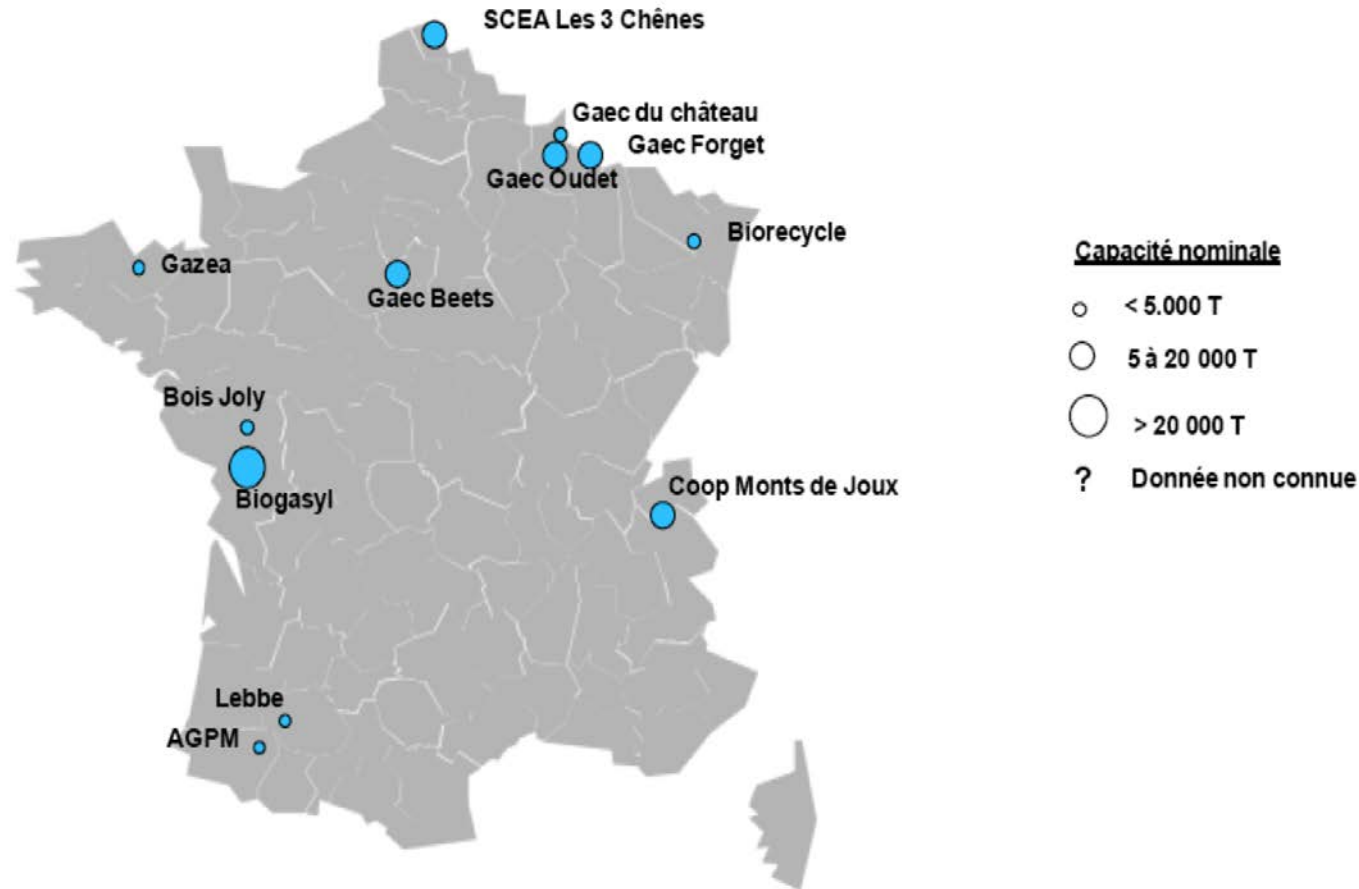 SCEA Les 3 Chênes
Gaec du château
Gaec Forget
Gaec Oudet
Biorecycle
Gazea
Gaec Beets
Bois Joly
Biogasyl
Coop Monts de Joux
Lebbe
AGPM
Capacité nominale
< 5.000 T
5 à 20 000 T
> 20 000 T
? Donnée non connue